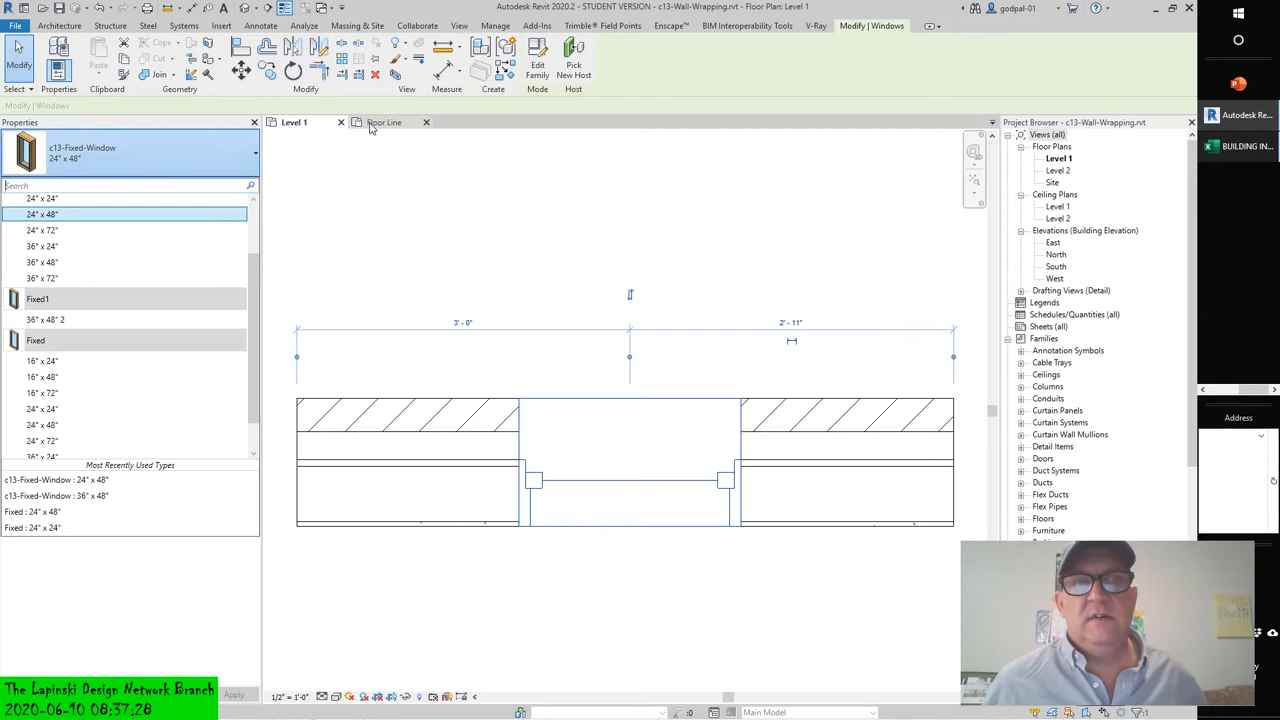 Autodesk Revit 2020.2 - STUDENT VERSION - c13-Wall-Wrapping.rvt - Floor Plan: Level 1
godpal-01
File Architecture Structure Steel Systems Insert Annotate Analyze Massing & Site Collaborate View Manage Add-Ins Trimble® Field Points Enscape™ BIM Interoperability Tools V-Ray Modify | Windows
Modify
Paste
Cope
Cut
Join
Edit Family
Pick New Host
Select Properties Clipboard Geometry Modify View Measure Create Mode Host
Modify | Windows
Properties
Level 1
Floor Line
Project Browser - c13-Wall-Wrapping.rvt
c13-Fixed-Window
24" x 48"
Search
24" x 24"
24" x 48"
24" x 72"
36" x 24"
36" x 48"
36" x 72"
Fixed1
36" x 48" 2
Fixed
16" x 24"
16" x 48"
16" x 72"
24" x 24"
24" x 48"
24" x 72"
Most Recently Used Types
c13-Fixed-Window : 24" x 48"
c13-Fixed-Window : 36" x 48"
Fixed : 24" x 48"
Fixed : 24" x 24"
Apply
3' - 0"
2' - 11"
Views (all)
Floor Plans
Level 1
Level 2
Site
Ceiling Plans
Level 1
Level 2
Elevations (Building Elevation)
East
North
South
West
Drafting Views (Detail)
Legends
Schedules/Quantities (all)
Sheets (all)
Families
Annotation Symbols
Cable Trays
Ceilings
Columns
Conduits
Curtain Panels
Curtain Systems
Curtain Wall Mullions
Detail Items
Doors
Duct Systems
Ducts
Flex Ducts
Flex Pipes
Floors
Furniture
Autodesk Re...
BUILDING IN...
Address
1/2" = 1'-0"
:0
Main Model
:1
The Lapinski Design Network Branch
2020-06-10 08:37:28